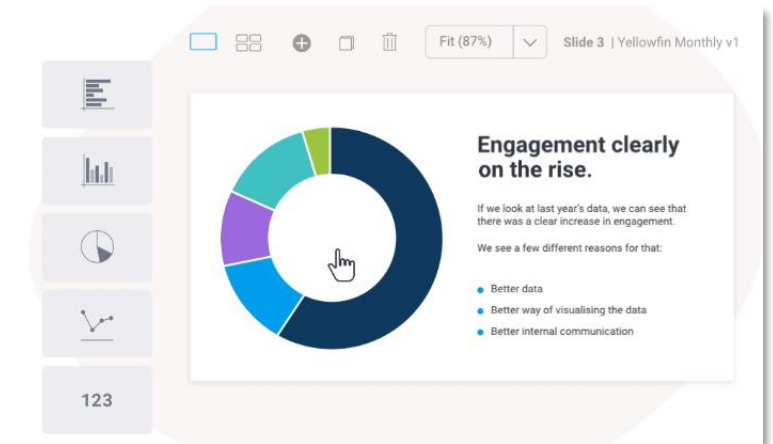 Fit (87%)
Slide 3 | Yellowfin Monthly v1
Engagement clearly
on the rise.
If we look at last year's data, we can see that
there was a clear increase in engagement.
We see a few different reasons for that:
Better data
Better way of visualising the data
Better internal communication
123